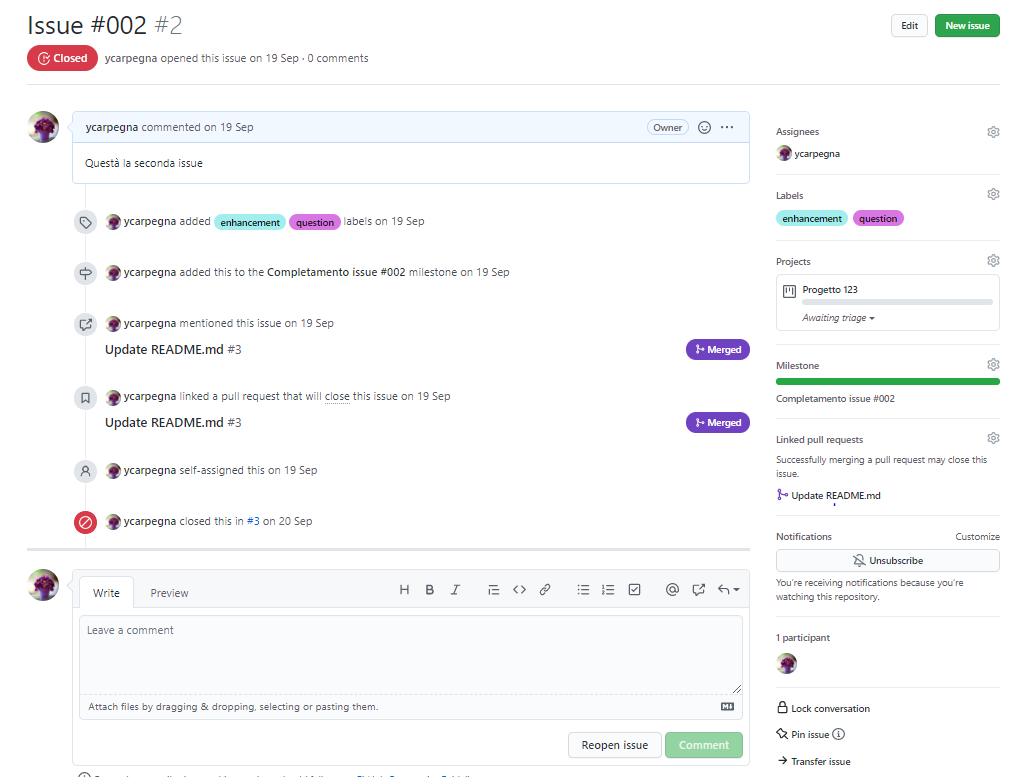 Issue #002 #2
Edit
New issue
Closed
ycarpegna opened this issue on 19 Sep · 0 comments
ycarpegna commented on 19 Sep
Owner
Questà la seconda issue
ycarpegna added enhancement question labels on 19 Sep
ycarpegna added this to the Completamento issue #002 milestone on 19 Sep
ycarpegna mentioned this issue on 19 Sep
Update README.md #3
Merged
ycarpegna linked a pull request that will close this issue on 19 Sep
Update README.md #3
Merged
ycarpegna self-assigned this on 19 Sep
ycarpegna closed this in #3 on 20 Sep
Write
Preview
H B I
Leave a comment
Attach files by dragging & dropping, selecting or pasting them.
Reopen issue
Comment
Assignees
ycarpegna
Labels
enhancement question
Projects
Progetto 123
Awaiting triage
Milestone
Completamento issue #002
Linked pull requests
Successfully merging a pull request may close this
issue.
Update README.md
Notifications
Customize
Unsubscribe
You're receiving notifications because you're
watching this repository.
1 participant
Lock conversation
Pin issue
Transfer issue